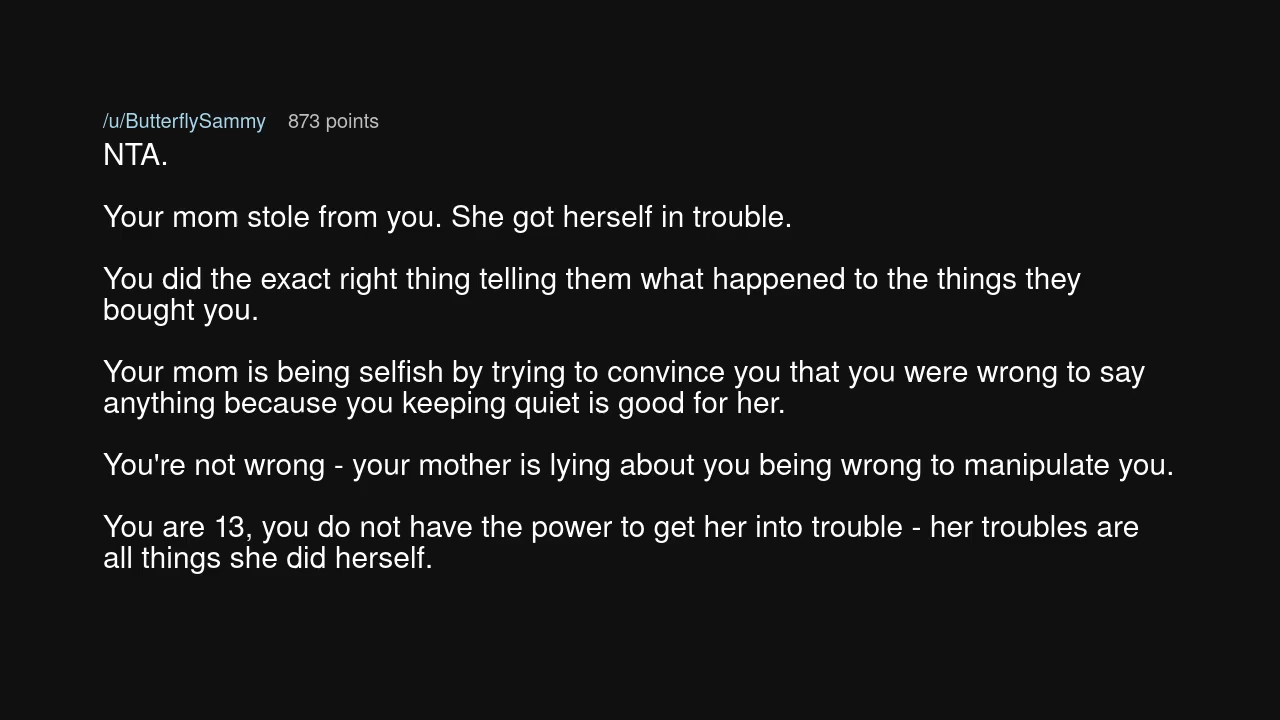 /u/ButterflySammy 873 points
NTA.
Your mom stole from you. She got herself in trouble.
You did the exact right thing telling them what happened to the things they
bought you.
Your mom is being selfish by trying to convince you that you were wrong to say
anything because you keeping quiet is good for her.
You're not wrong - your mother is lying about you being wrong to manipulate you.
You are 13, you do not have the power to get her into trouble - her troubles are
all things she did herself.